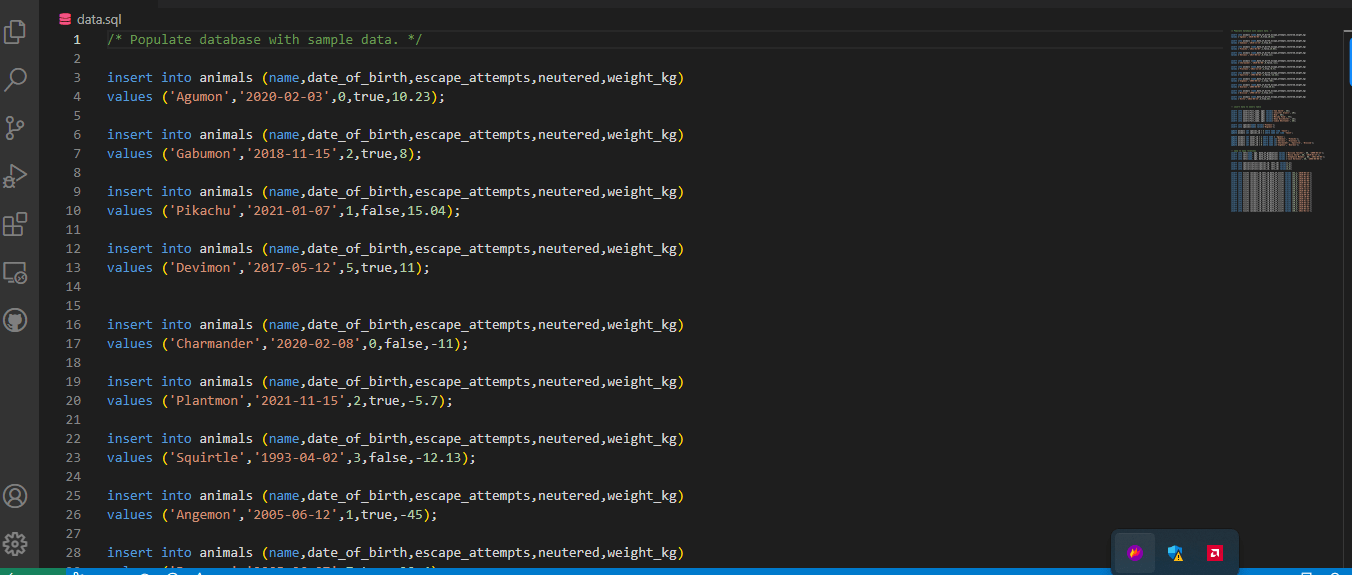 data.sql
1 /* Populate database with sample data. */
2
3 insert into animals (name,date_of_birth,escape_attempts,neutered,weight_kg)
4 values ('Agumon','2020-02-03',0,true,10.23);
5
6 insert into animals (name,date_of_birth,escape_attempts,neutered,weight_kg)
7 values ('Gabumon','2018-11-15',2,true,8);
8
9 insert into animals (name,date_of_birth,escape_attempts,neutered,weight_kg)
10 values ('Pikachu','2021-01-07',1,false,15.04);
11
12 insert into animals (name,date_of_birth,escape_attempts,neutered,weight_kg)
13 values ('Devimon','2017-05-12',5,true,11);
14
15
16 insert into animals (name,date_of_birth,escape_attempts,neutered,weight_kg)
17 values ('Charmander','2020-02-08',0,false,-11);
18
19 insert into animals (name,date_of_birth,escape_attempts,neutered,weight_kg)
20 values ('Plantmon','2021-11-15',2,true,-5.7);
21
22 insert into animals (name,date_of_birth,escape_attempts,neutered,weight_kg)
23 values ('Squirtle','1993-04-02',3,false,-12.13);
24
25 insert into animals (name,date_of_birth,escape_attempts,neutered,weight_kg)
26 values ('Angemon','2005-06-12',1,true,-45);
27
28 insert into animals (name,date_of_birth,escape_attempts,neutered,weight_kg)